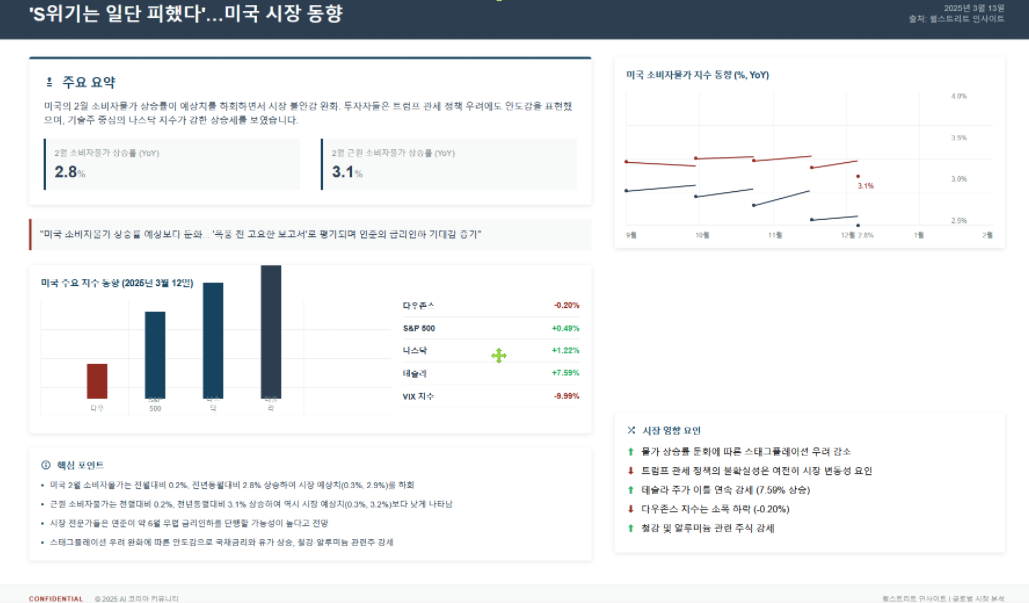 'S위기는 일단 피했다'...미국 시장 동향
2025년 3월 13일
출처: 월스트리트 인사이트
주요 요약
미국의 2월 소비자물가 상승률이 예상치를 하회하면서 시장 불안감 완화. 투자자들은 트럼프 관세 정책 우려에도 안도감을 표현했
으며, 기술주 중심의 나스닥 지수가 강한 상승세를 보였습니다.
2월 소비자물가 상승률 (YoY)
2.8%
2월 근원 소비자물가 상승률 (YoY)
3.1%
"미국 소비자물가 상승률 예상보다 둔화... '폭풍 전 고요한 보고서'로 평가되며 연준의 금리인하 기대감 증가"
미국 주요 지수 동향 (2025년 3월 12일)
다우
S&P
500
닥
다우존스 -0.20%
S&P 500 +0.49%
나스닥 +1.22%
테슬라 +7.59%
VIX 지수 -9.99%
핵심 포인트
• 미국 2월 소비자물가는 전월대비 0.2%, 전년동월대비 2.8% 상승하여 시장 예상치(0.3%, 2.9%)를 하회
• 근원 소비자물가는 전월대비 0.2%, 전년동월대비 3.1% 상승하여 역시 시장 예상치(0.3%, 3.2%)보다 낮게 나타남
• 시장 전문가들은 연준이 약 6월 무렵 금리인하를 단행할 가능성이 높다고 전망
• 스태그플레이션 우려 완화에 따른 안도감으로 국채금리와 유가 상승, 철강·알루미늄 관련주 강세
미국 소비자물가 지수 동향 (%, YoY)
4.0%
3.5%
3.0%
2.5%
3.1%
2.8%
9월 10월 11월 12월 1월 2월
시장 영향 요인
⬆ 물가 상승률 둔화에 따른 스태그플레이션 우려 감소
⬇ 트럼프 관세 정책의 불확실성은 여전히 시장 변동성 요인
⬆ 테슬라 주가 이틀 연속 강세 (7.59% 상승)
⬇ 다우존스 지수는 소폭 하락 (-0.20%)
⬆ 철강 및 알루미늄 관련 주식 강세
CONFIDENTIAL © 2025 AI 코리아 커뮤니티
월스트리트 인사이트 | 글로벌 시장 분석